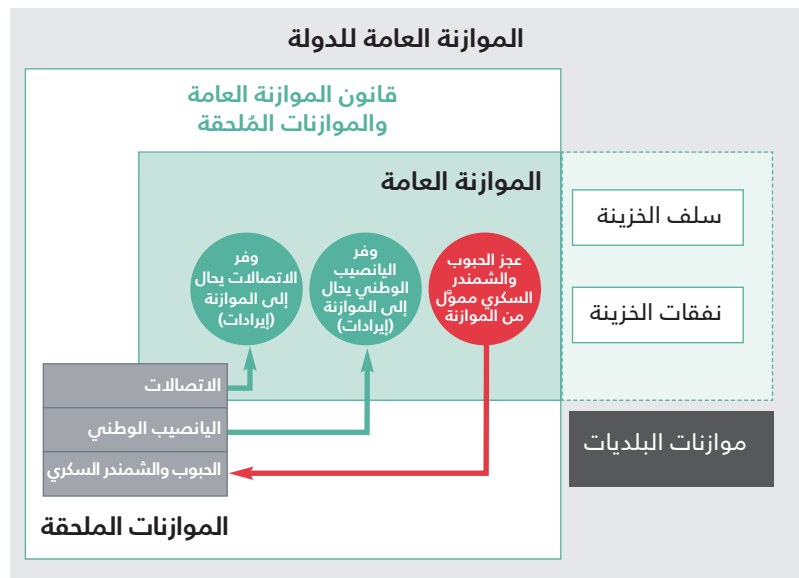 الموازنة العامة للدولة
قانون الموازنة العامة
والموازنات المُلحقة
الموازنة العامة
سلف الخزينة
نفقات الخزينة
عجز الحبوب
والشمندر
السكري مموَّل
من الموازنة
وفر
اليانصيب
الوطني يحال
إلى الموازنة
(إيرادات)
وفر
الاتصالات يحال
إلى الموازنة
(إيرادات)
الاتصالات
اليانصيب الوطني
الحبوب والشمندر السكري
الموازنات الملحقة
موازنات البلديات